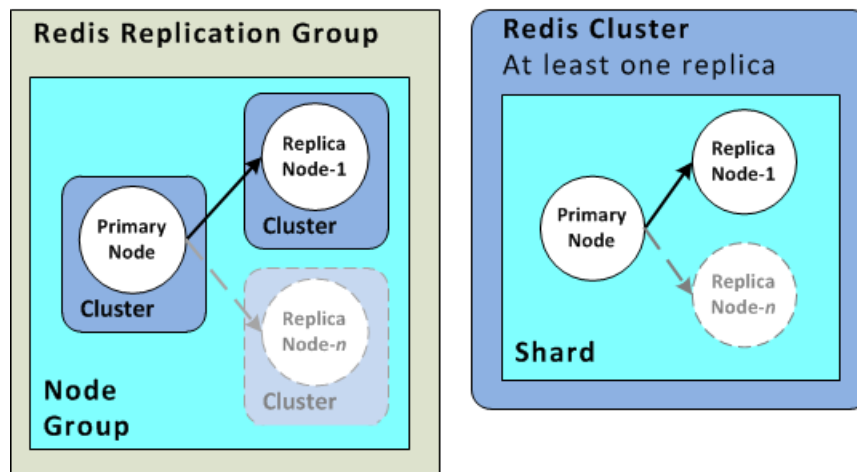 Redis Replication Group
Replica
Node-1
Cluster
Primary
Node
Cluster
Replica
Node-n
Cluster
Node
Group
Redis Cluster
At least one replica
Replica
Node-1
Primary
Node
Replica
Node-n
Shard